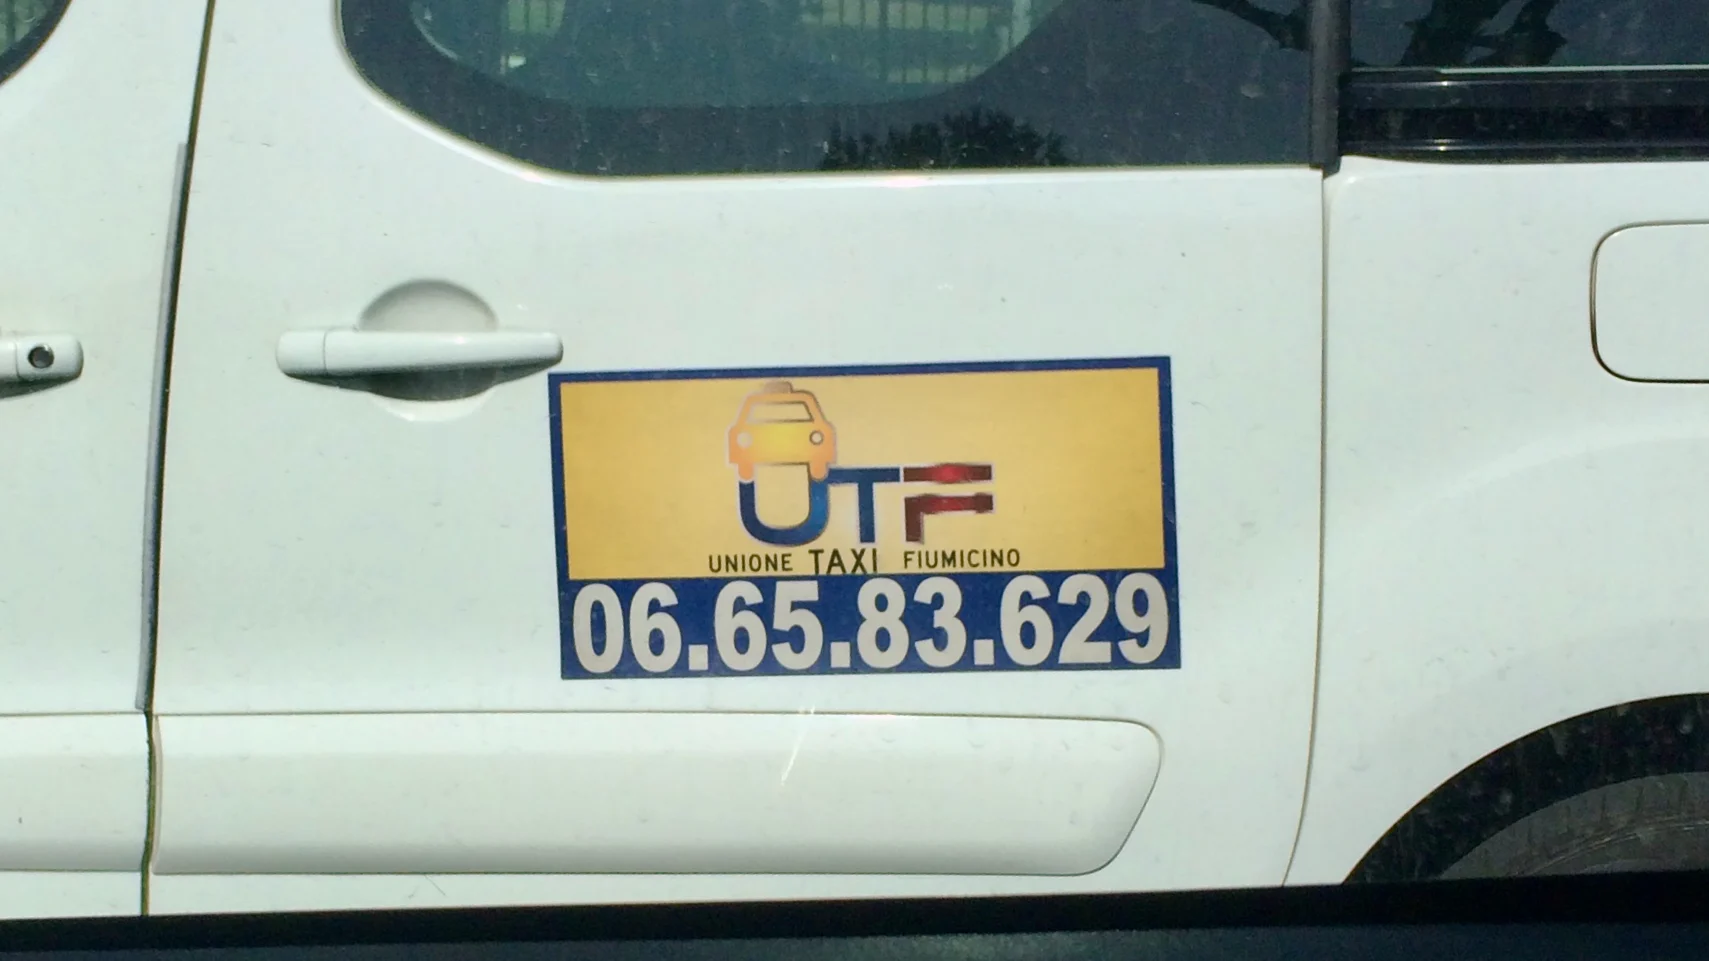 UTF
UNIONE TAXI FIUMICINO
06.65.83.629